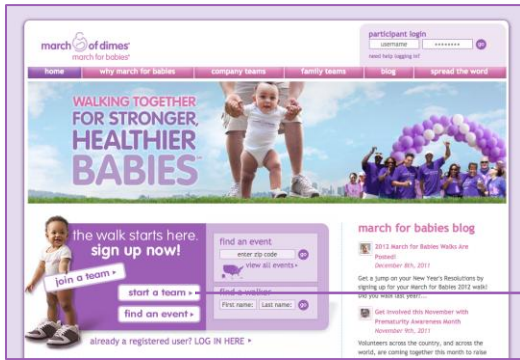 march of dimes®
march for babies®
participant login
username ******** go
need help logging in?
home why march for babies company teams family teams blog spread the word
WALKING TOGETHER
FOR STRONGER,
HEALTHIER
BABIES℠
the walk starts here.
sign up now!
join a team ▸
start a team ▸
find an event ▸
already a registered user? LOG IN HERE ▸
find an event
enter zip code go
view all events ▸
find a walker
First name: Last name: go
march for babies blog
2012 March for Babies Walks Are
Posted!
December 8th, 2011
Get a jump on your New Year's Resolutions by
signing up for your March for Babies 2012 walk!
Did you walk last year?...
Get involved this November with
Prematurity Awareness Month
November 9th, 2011
Volunteers across the country, and across the
world, are coming together this month to raise